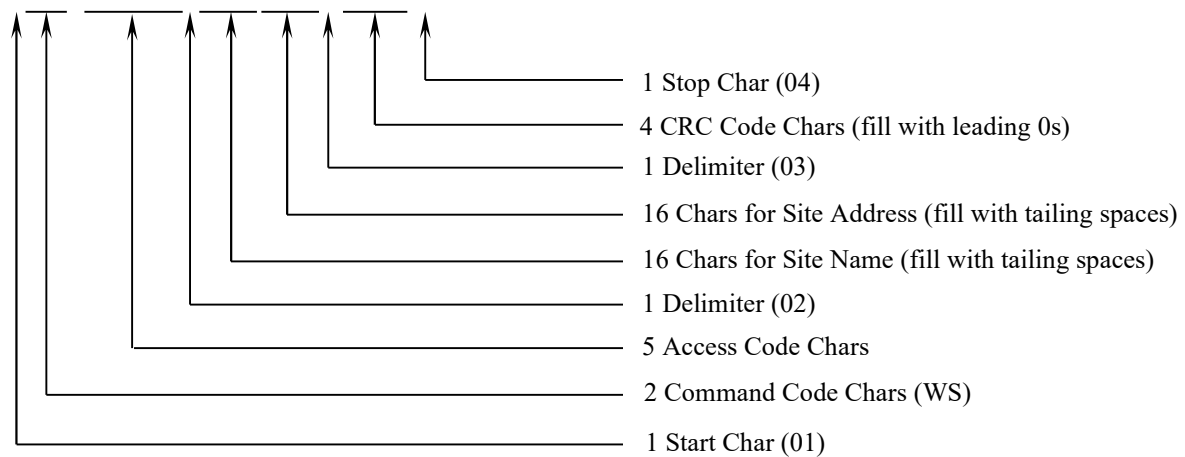 1 Stop Char (04)
4 CRC Code Chars (fill with leading 0s)
1 Delimiter (03)
16 Chars for Site Address (fill with tailing spaces)
16 Chars for Site Name (fill with tailing spaces)
1 Delimiter (02)
5 Access Code Chars
2 Command Code Chars (WS)
1 Start Char (01)